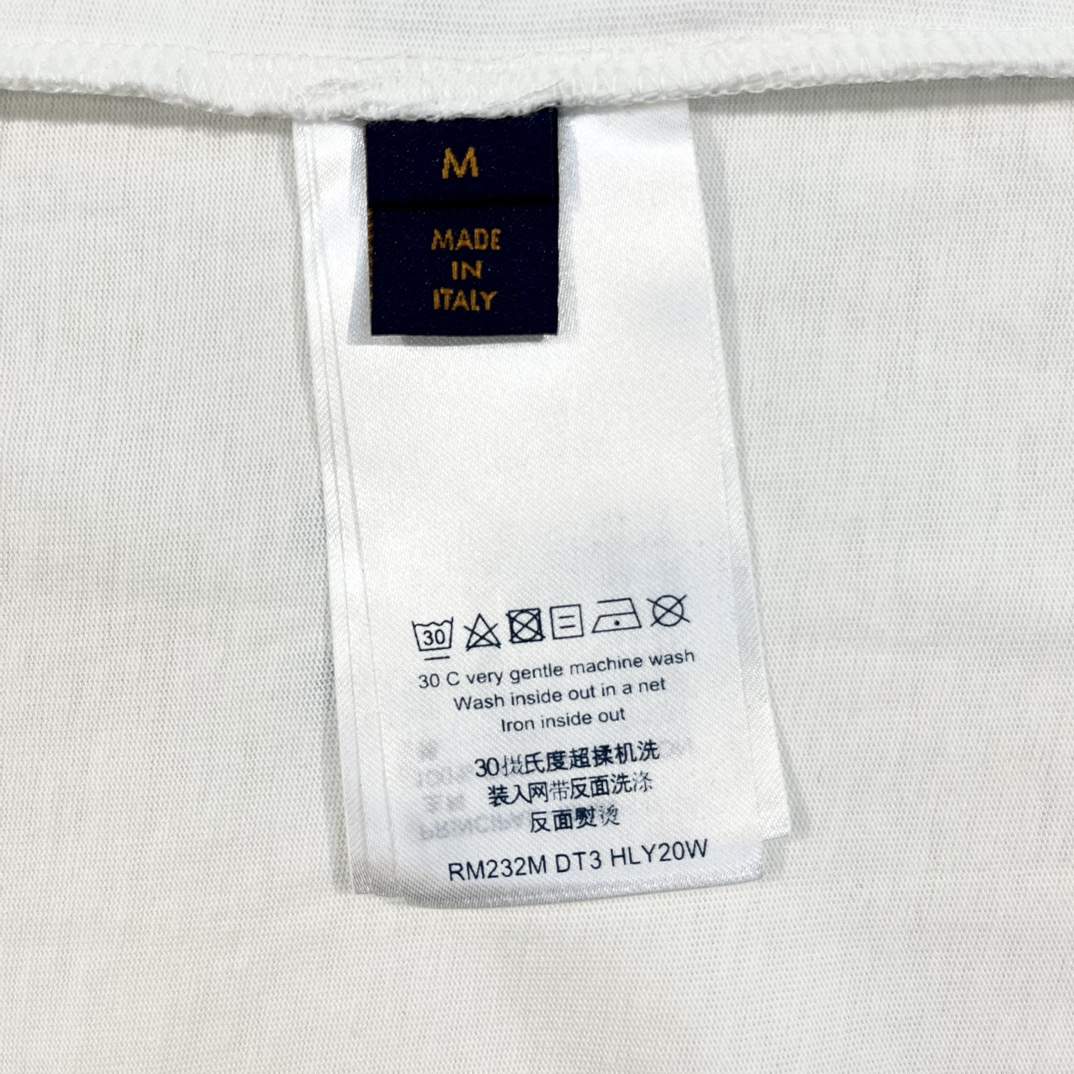 M
MADE
IN
ITALY
30
30 C very gentle machine wash
Wash inside out in a net
Iron inside out
30摄氏度超揉机洗
装入网带反面洗涤
反面熨烫
RM232M DT3 HLY20W